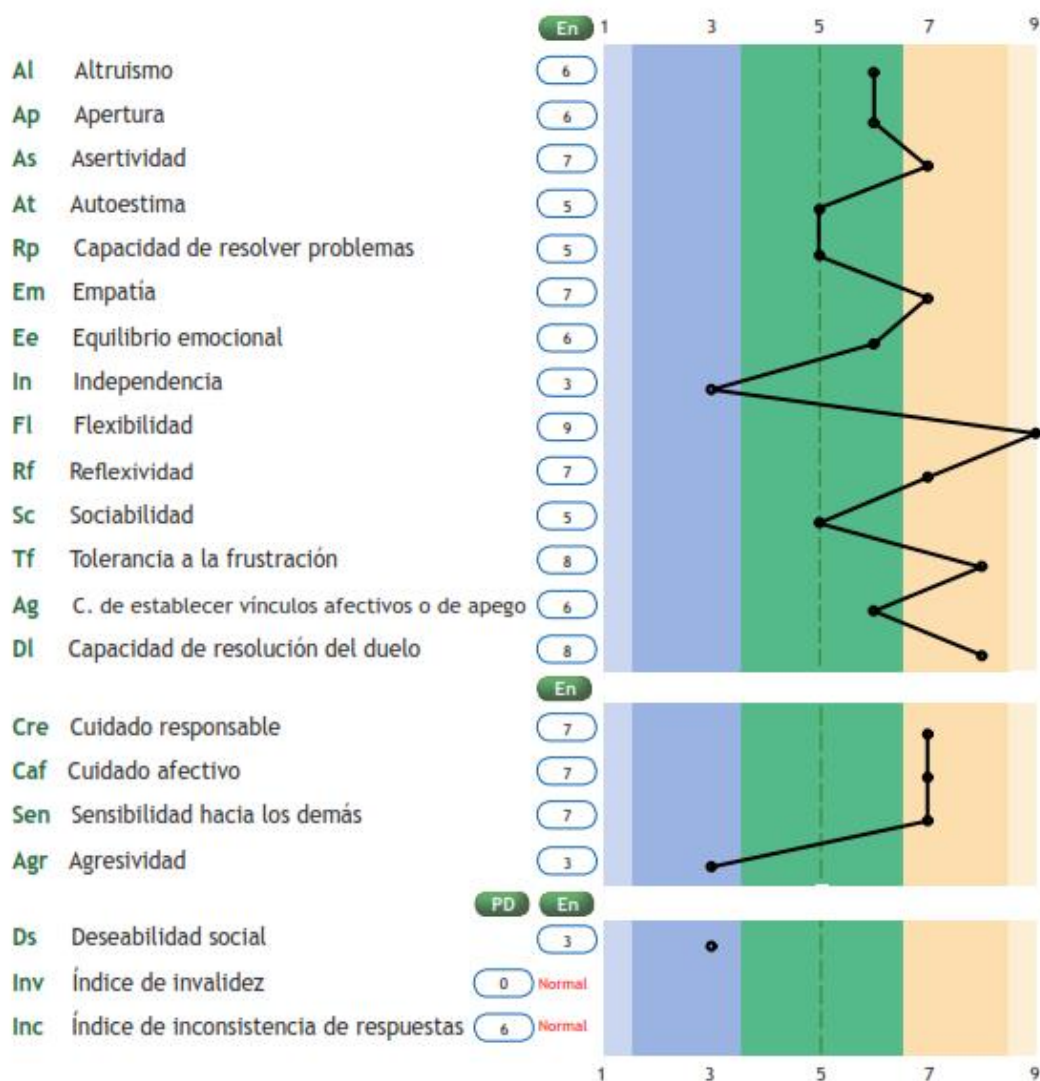 En 1 3 5 7 9
Al Altruismo 6
Ap Apertura 6
As Asertividad 7
At Autoestima 5
Rp Capacidad de resolver problemas 5
Em Empatía 7
Ee Equilibrio emocional 6
In Independencia 3
Fl Flexibilidad 9
Rf Reflexividad 7
Sc Sociabilidad 5
Tf Tolerancia a la frustración 8
Ag C. de establecer vínculos afectivos o de apego 6
Dl Capacidad de resolución del duelo 8
En
Cre Cuidado responsable 7
Caf Cuidado afectivo 7
Sen Sensibilidad hacia los demás 7
Agr Agresividad 3
PD En
Ds Deseabilidad social 3
Inv Índice de invalidez 0 Normal
Inc Índice de inconsistencia de respuestas 6 Normal
1 3 5 7 9